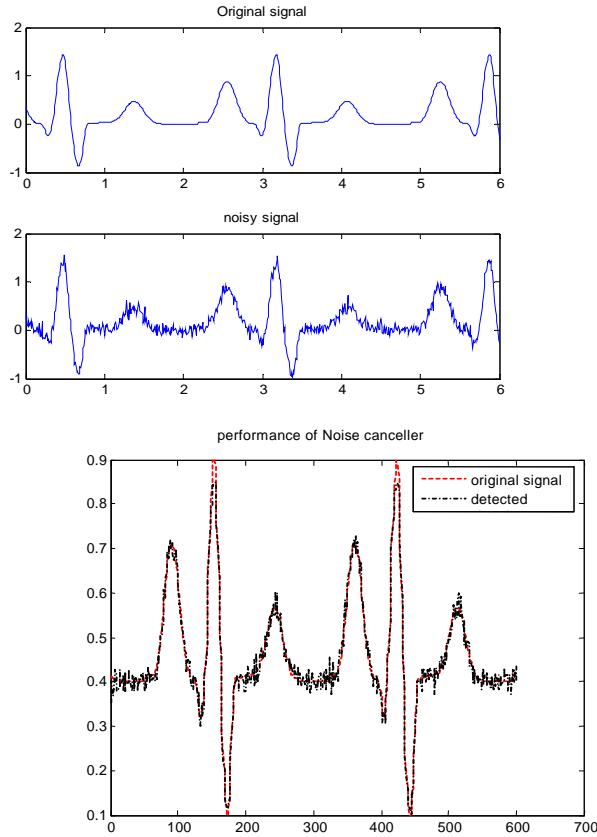 Original signal
2
1
0
-1
0 1 2 3 4 5 6
noisy signal
2
1
0
-1
0 1 2 3 4 5 6
performance of Noise canceller
0.9
original signal
detected
0.8
0.7
0.6
0.5
0.4
0.3
0.2
0.1
0 100 200 300 400 500 600 700